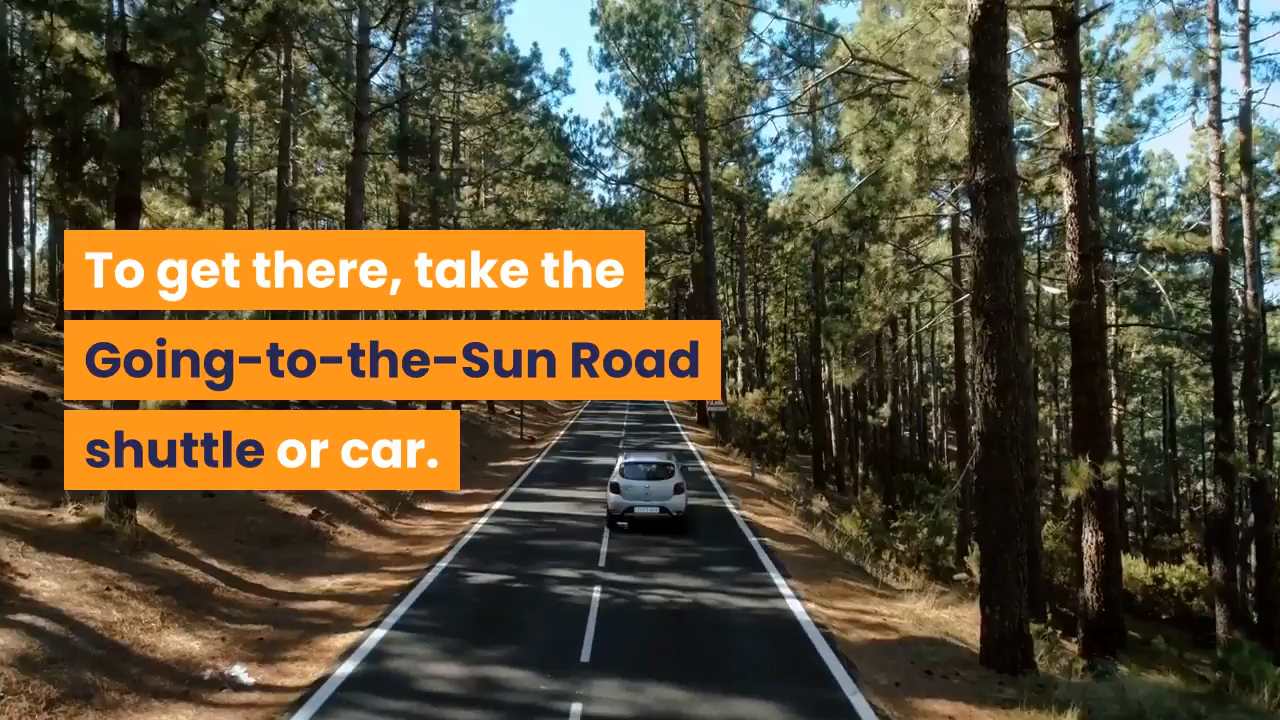 To get there, take the
Going-to-the-Sun Road
shuttle or car.